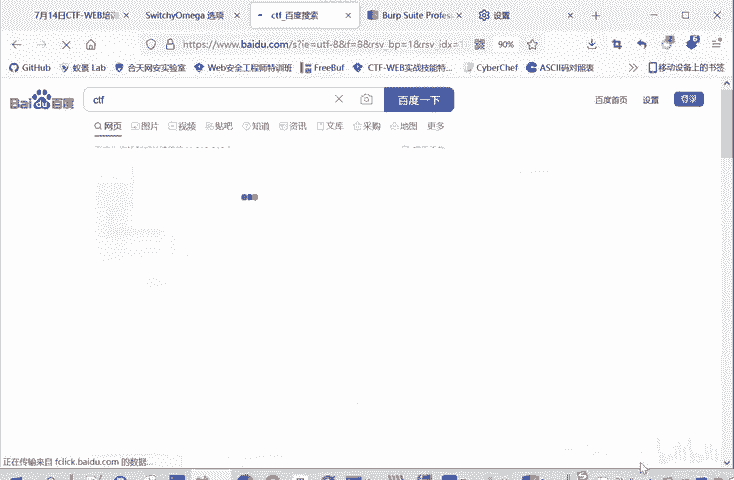 7月14日CTF-WEB培训 SwitchyOmega 选项 ctf_百度搜索 Burp Suite Profes 设置
https://www.baidu.com/s?ie=utf-8&f=8&rsv_bp=1&rsv_idx=1 90%
GitHub 蚁景 Lab 合天网安实验室 Web安全工程师特训班 FreeBuf CTF-WEB实战技能特... CyberChef ASCII码对照表 移动设备上的书签
Bai du 百度 ctf 百度一下 百度首页 设置 登录
网页 图片 视频 贴吧 知道 资讯 文库 采购 地图 更多
正在传输来自 fclick.baidu.com 的数据...